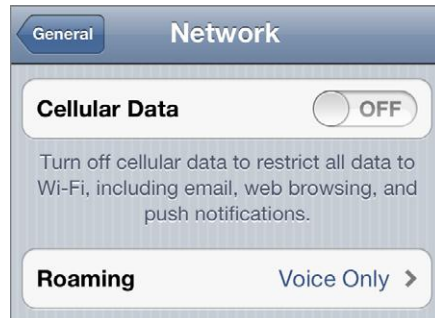 General
Network
Cellular Data
OFF
Turn off cellular data to restrict all data to
Wi-Fi, including email, web browsing, and
push notifications.
Roaming
Voice Only